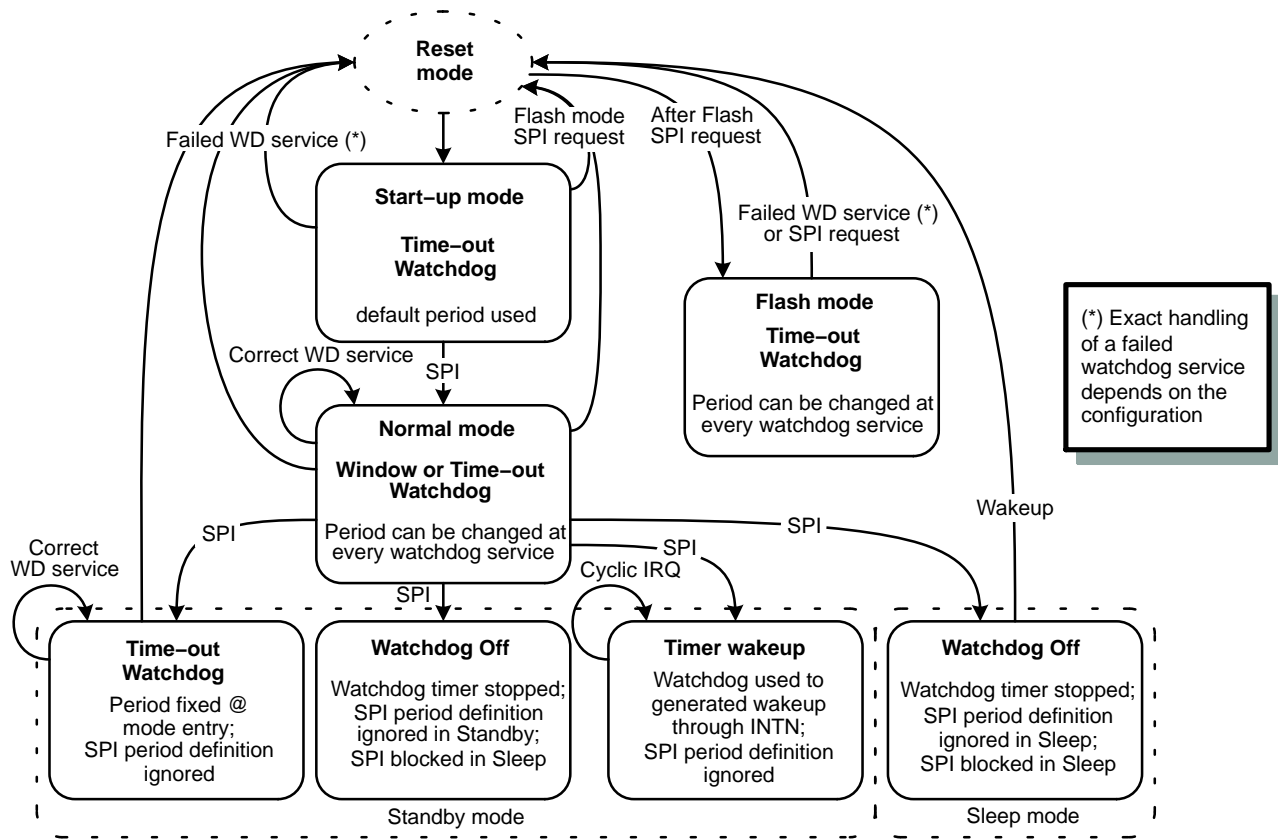 Reset
mode
Failed WD service (*)
Flash mode
SPI request
After Flash
SPI request
Start−up mode
Time−out
Watchdog
default period used
Failed WD service (*)
or SPI request
Flash mode
Time−out
Watchdog
Period can be changed at
every watchdog service
(*) Exact handling
of a failed
watchdog service
depends on the
configuration
Correct WD service
SPI
Normal mode
Window or Time−out
Watchdog
Period can be changed at
every watchdog service
Wakeup
SPI
SPI
SPI
SPI
Correct
WD service
Cyclic IRQ
Time−out
Watchdog
Period fixed @
mode entry;
SPI period definition
ignored
Watchdog Off
Watchdog timer stopped;
SPI period definition
ignored in Standby;
SPI blocked in Sleep
Timer wakeup
Watchdog used to
generated wakeup
through INTN;
SPI period definition
ignored
Watchdog Off
Watchdog timer stopped;
SPI period definition
ignored in Sleep;
SPI blocked in Sleep
Standby mode
Sleep mode